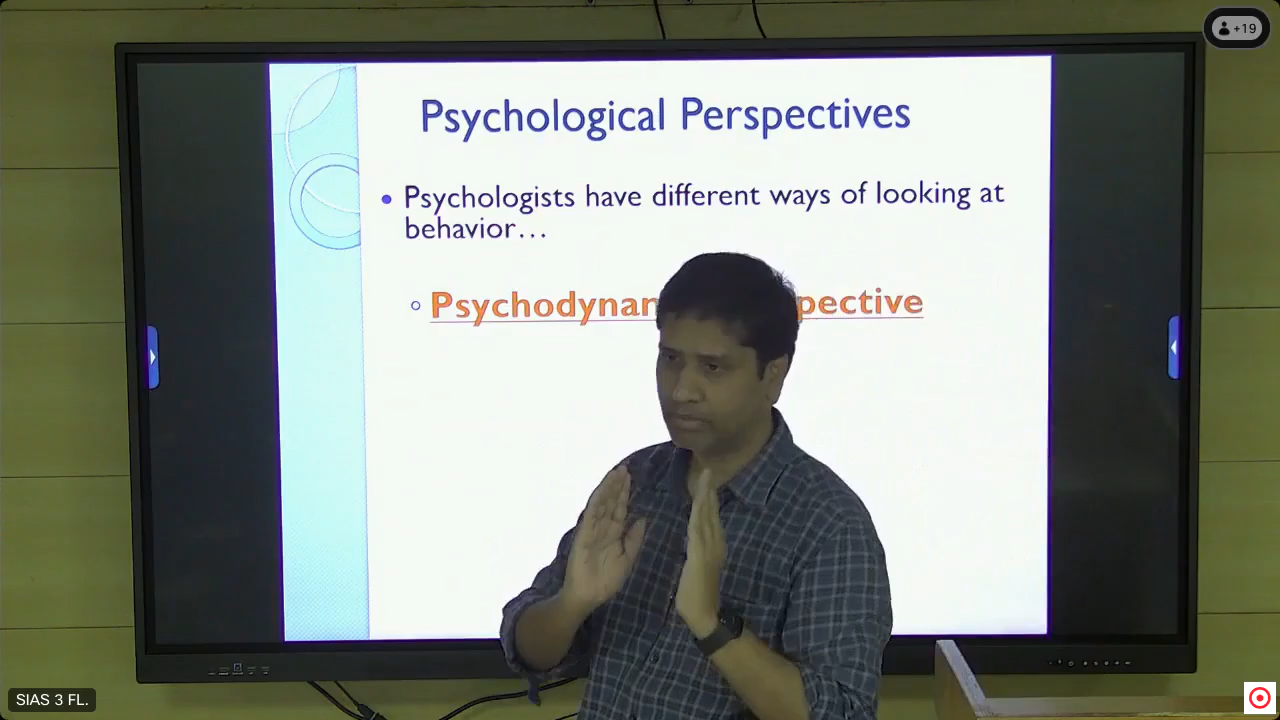 +19
Psychological Perspectives
• Psychologists have different ways of looking at
behavior…
SIAS 3 FL.